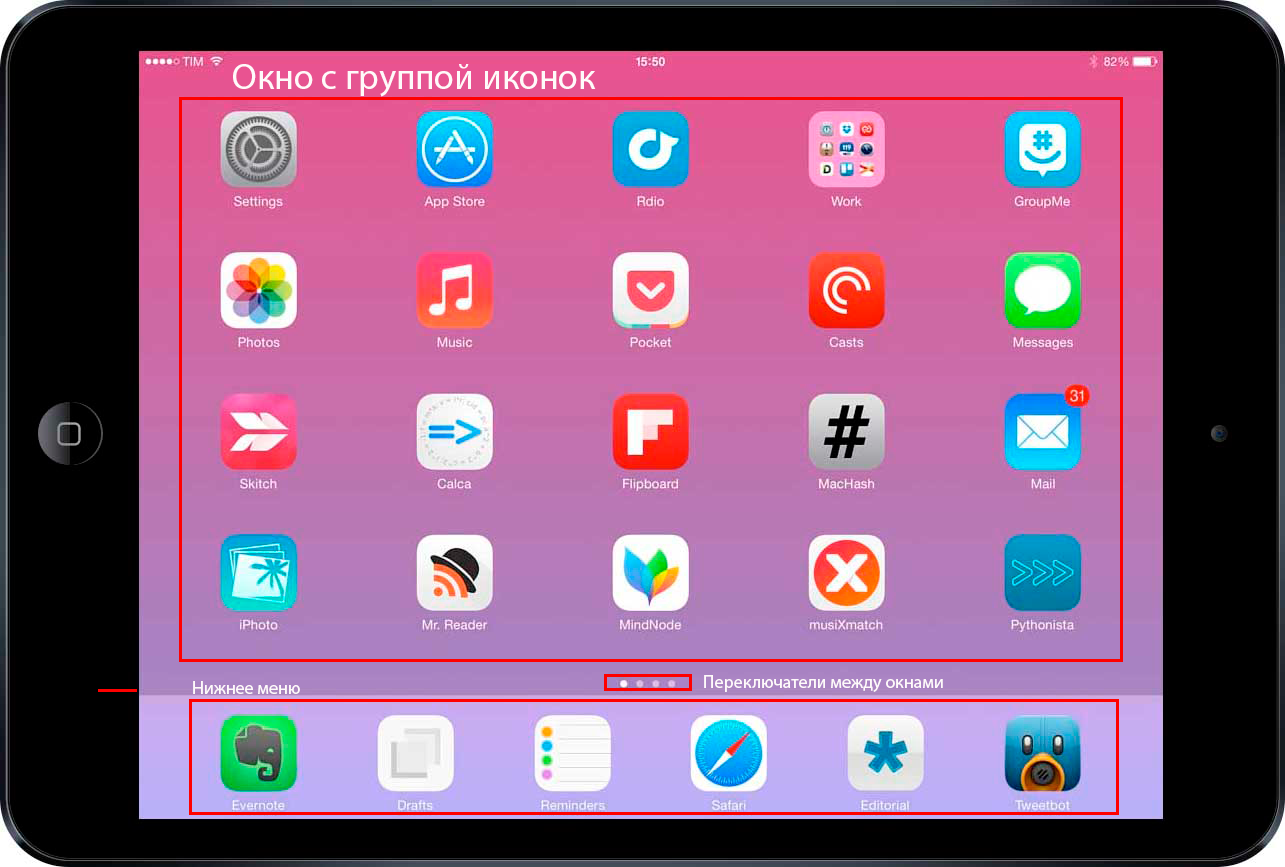 TIM 15:50 82%
Окно с группой иконок
Settings App Store Rdio Work GroupMe
Photos Music Pocket Casts Messages
31
Skitch Calca Flipboard MacHash Mail
iPhoto Mr. Reader MindNode musiXmatch Pythonista
Нижнее меню Переключатели между окнами
Evernote Drafts Reminders Safari Editorial Tweetbot